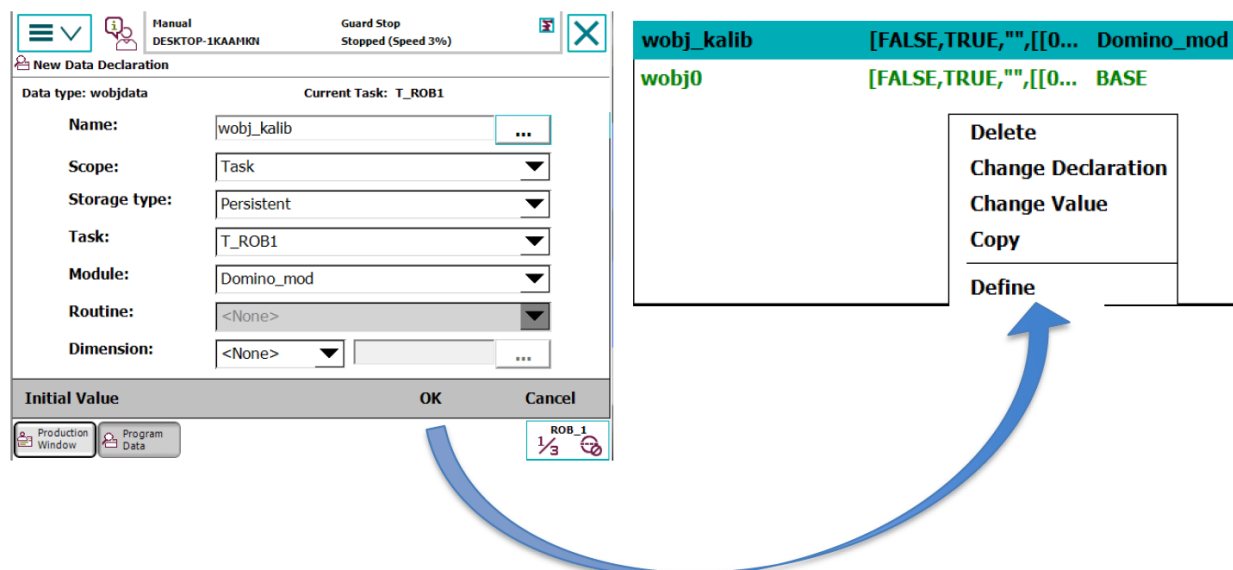 Manual
DESKTOP-1KAAMKN
Guard Stop
Stopped (Speed 3%)
New Data Declaration
Data type: wobjdata Current Task: T_ROB1
Name: wobj_kalib ...
Scope: Task
Storage type: Persistent
Task: T_ROB1
Module: Domino_mod
Routine: <None>
Dimension: <None> ...
Initial Value OK Cancel
Production Window
Program Data
ROB_1
1/3
wobj_kalib [FALSE,TRUE,"",[[0... Domino_mod
wobj0 [FALSE,TRUE,"",[[0... BASE
Delete
Change Declaration
Change Value
Copy
Define